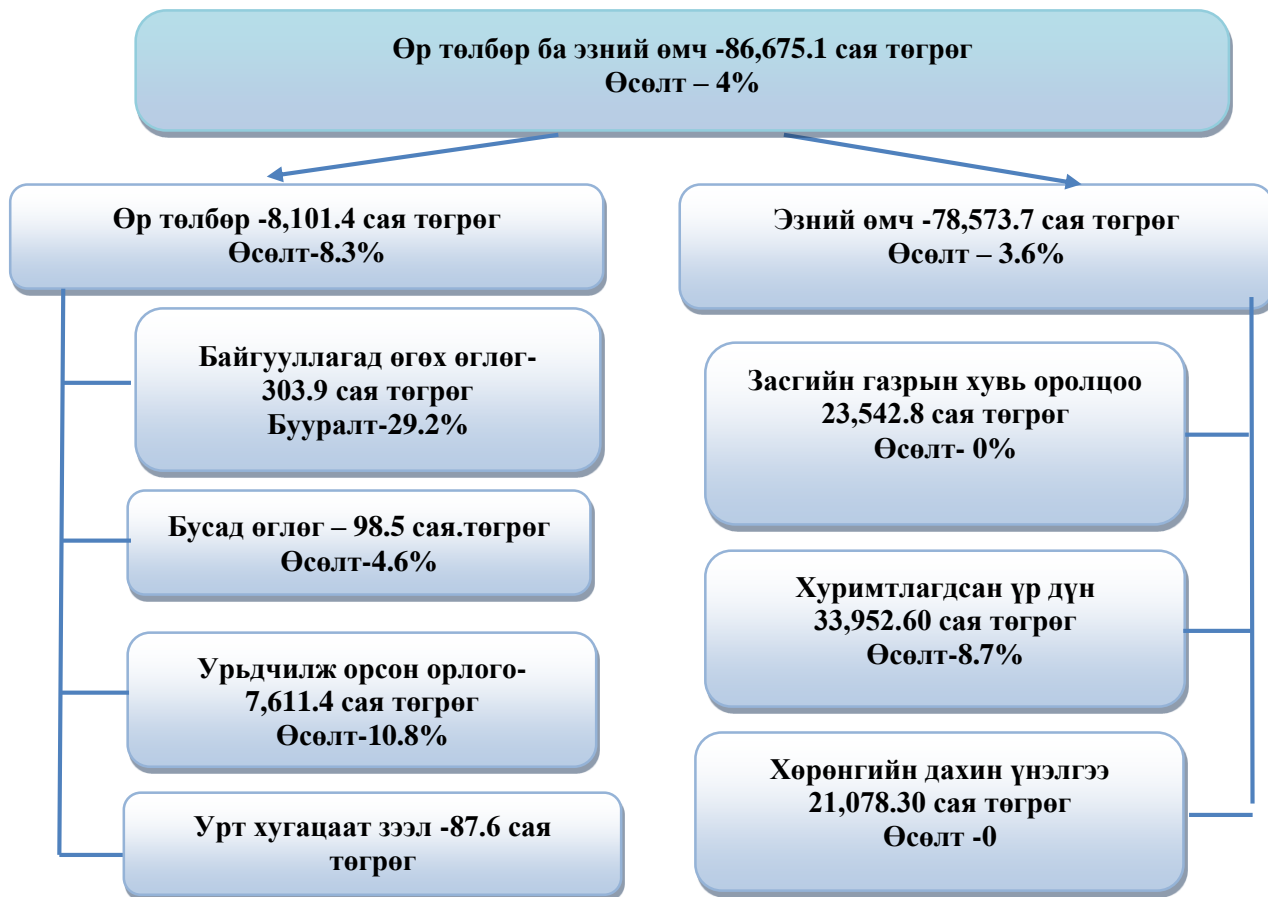 Өр төлбөр ба эзний өмч -86,675.1 сая төгрөг
Өсөлт – 4%
Өр төлбөр -8,101.4 сая төгрөг
Өсөлт-8.3%
Байгууллагад өгөх өглөг-
303.9 сая төгрөг
Бууралт-29.2%
Бусад өглөг – 98.5 сая.төгрөг
Өсөлт-4.6%
Урьдчилж орсон орлого-
7,611.4 сая төгрөг
Өсөлт-10.8%
Урт хугацаат зээл -87.6 сая
төгрөг
Эзний өмч -78,573.7 сая төгрөг
Өсөлт – 3.6%
Засгийн газрын хувь оролцоо
23,542.8 сая төгрөг
Өсөлт- 0%
Хуримтлагдсан үр дүн
33,952.60 сая төгрөг
Өсөлт-8.7%
Хөрөнгийн дахин үнэлгээ
21,078.30 сая төгрөг
Өсөлт -0